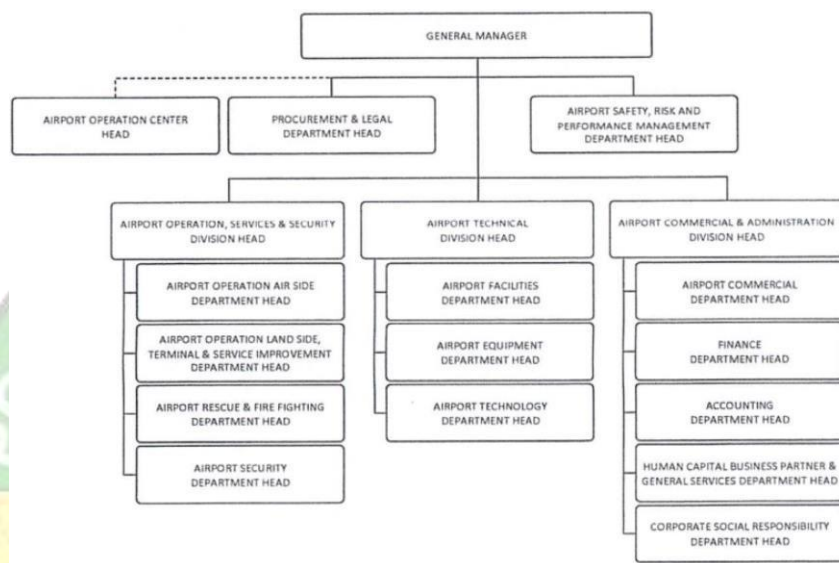 GENERAL MANAGER
AIRPORT OPERATION CENTER
HEAD
PROCUREMENT & LEGAL
DEPARTMENT HEAD
AIRPORT SAFETY, RISK AND
PERFORMANCE MANAGEMENT
DEPARTMENT HEAD
AIRPORT OPERATION, SERVICES & SECURITY
DIVISION HEAD
AIRPORT OPERATION AIR SIDE
DEPARTMENT HEAD
AIRPORT OPERATION LAND SIDE,
TERMINAL & SERVICE IMPROVEMENT
DEPARTMENT HEAD
AIRPORT RESCUE & FIRE FIGHTING
DEPARTMENT HEAD
AIRPORT SECURITY
DEPARTMENT HEAD
AIRPORT TECHNICAL
DIVISION HEAD
AIRPORT FACILITIES
DEPARTMENT HEAD
AIRPORT EQUIPMENT
DEPARTMENT HEAD
AIRPORT TECHNOLOGY
DEPARTMENT HEAD
AIRPORT COMMERCIAL & ADMINISTRATION
DIVISION HEAD
AIRPORT COMMERCIAL
DEPARTMENT HEAD
FINANCE
DEPARTMENT HEAD
ACCOUNTING
DEPARTMENT HEAD
HUMAN CAPITAL BUSINESS PARTNER &
GENERAL SERVICES DEPARTMENT HEAD
CORPORATE SOCIAL RESPONSIBILITY
DEPARTMENT HEAD